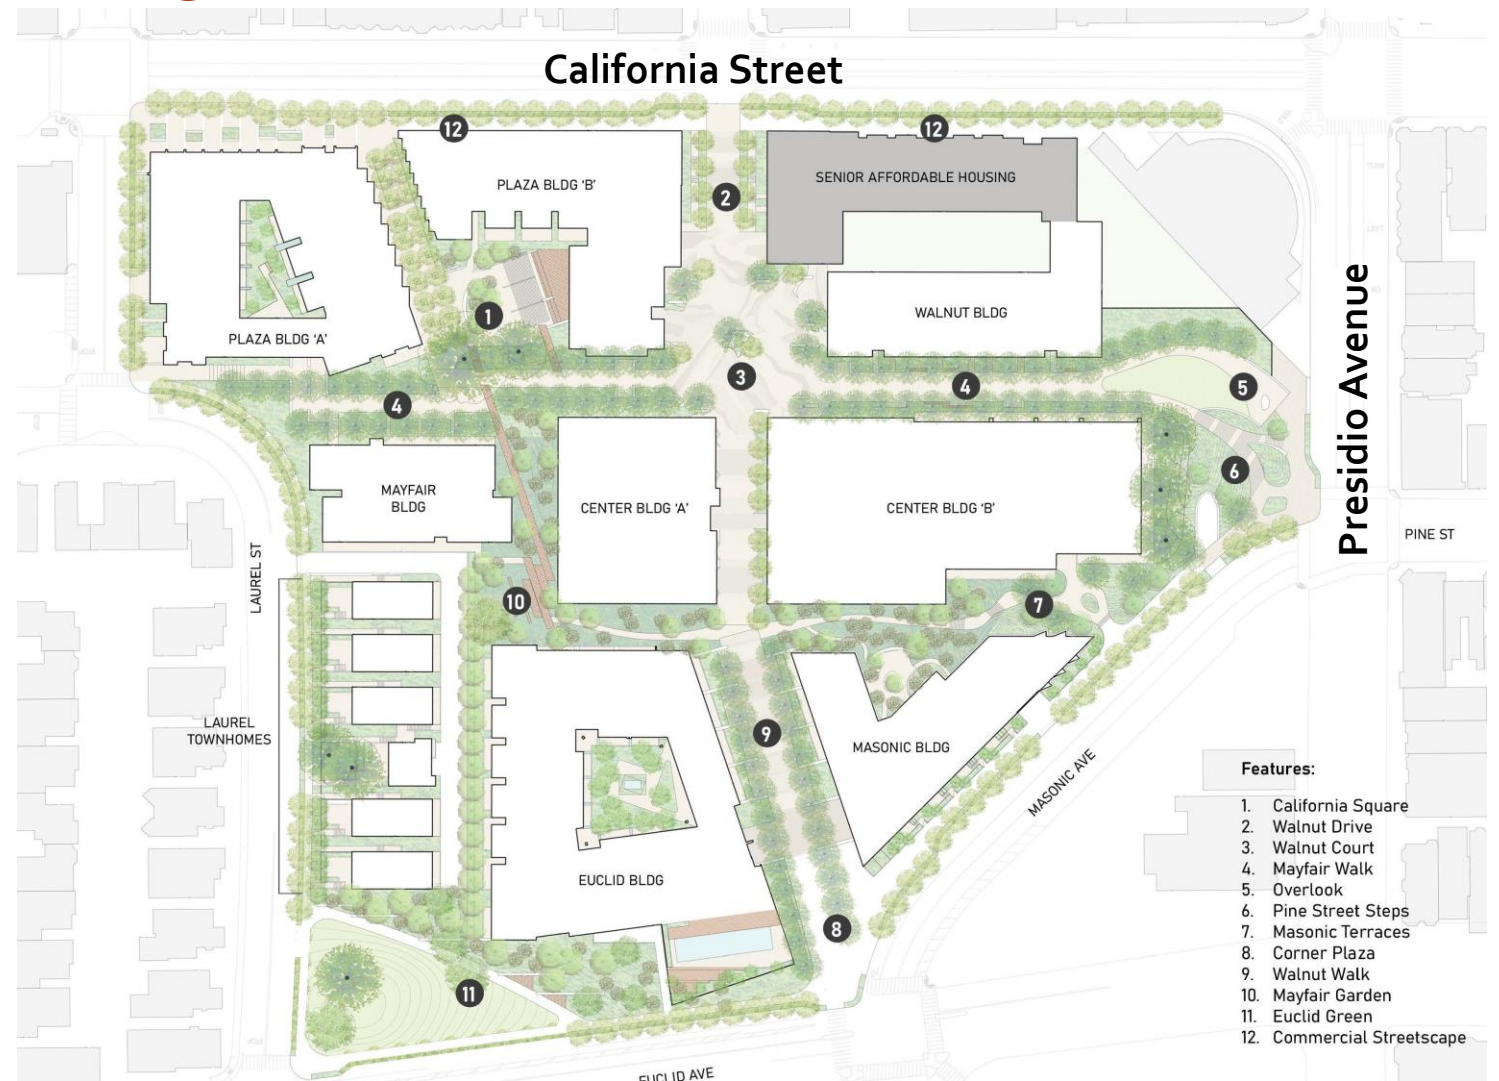 California Street
12
12
PLAZA BLDG ‘B’
SENIOR AFFORDABLE HOUSING
2
WALNUT BLDG
1
PLAZA BLDG ‘A’
3
4
5
4
Presidio Avenue
6
MAYFAIR
BLDG
CENTER BLDG ‘A’
CENTER BLDG ‘B’
PINE ST
LAUREL ST
10
7
LAUREL
TOWNHOMES
9
MASONIC BLDG
MASONIC AVE
EUCLID BLDG
8
11
EUCLID AVE
Features:
1. California Square
2. Walnut Drive
3. Walnut Court
4. Mayfair Walk
5. Overlook
6. Pine Street Steps
7. Masonic Terraces
8. Corner Plaza
9. Walnut Walk
10. Mayfair Garden
11. Euclid Green
12. Commercial Streetscape